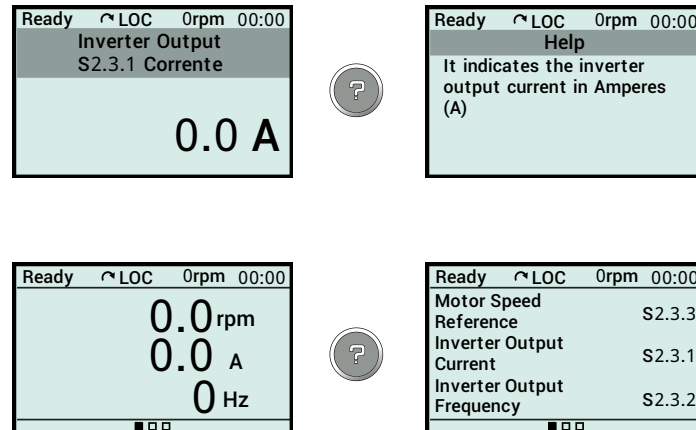 Ready ↷LOC 0rpm 00:00
Inverter Output
S2.3.1 Corrente
0.0 A
?
Ready ↷LOC 0rpm 00:00
Help
It indicates the inverter
output current in Amperes
(A)
Ready ↷LOC 0rpm 00:00
0.0 rpm
0.0 A
0 Hz
?
Ready ↷LOC 0rpm 00:00
Motor Speed
Reference S2.3.3
Inverter Output
Current S2.3.1
Inverter Output
Frequency S2.3.2